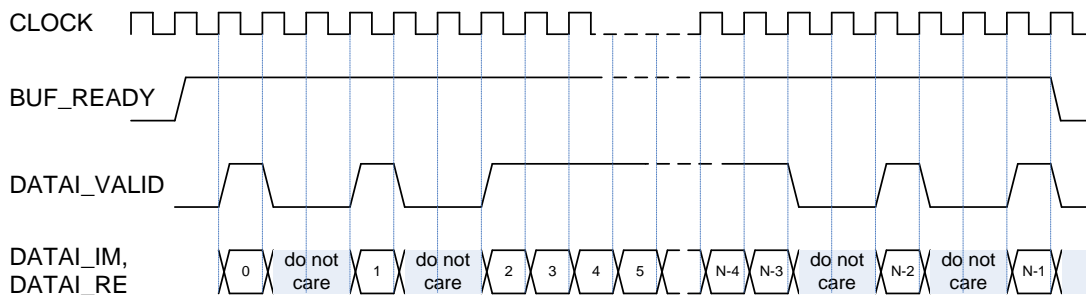 CLOCK
BUF_READY
DATAI_VALID
DATAI_IM,
DATAI_RE
0
do not
care
1
do not
care
2
3
4
5
N-4
N-3
do not
care
N-2
do not
care
N-1